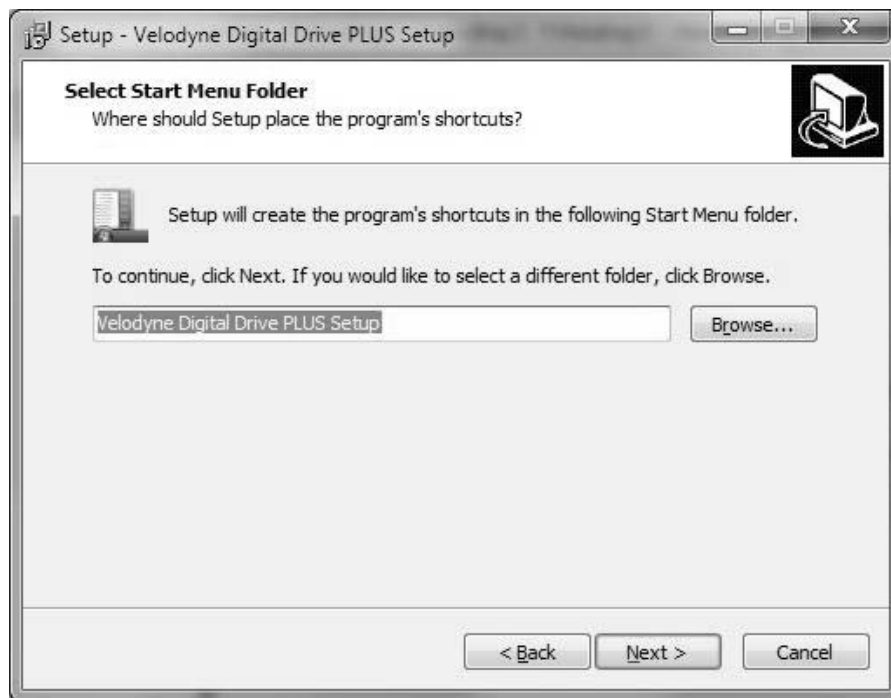 Setup - Velodyne Digital Drive PLUS Setup
Select Start Menu Folder
Where should Setup place the program's shortcuts?
Setup will create the program's shortcuts in the following Start Menu folder.
To continue, click Next. If you would like to select a different folder, click Browse.
Velodyne Digital Drive PLUS Setup
Browse...
< Back
Next >
Cancel